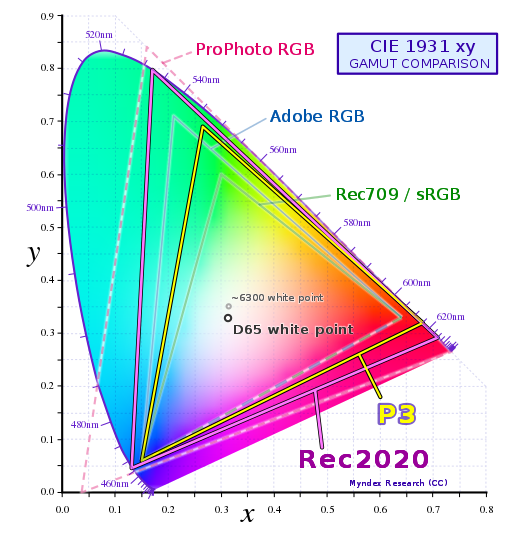 0.9
520nm
ProPhoto RGB
CIE 1931 xy
GAMUT COMPARISON
0.8
540nm
0.7
Adobe RGB
560nm
0.6
500nm
Rec709 / sRGB
0.5
580nm
y
0.4
600nm
~6300 white point
620nm
0.3
D65 white point
0.2
P3
480nm
0.1
Rec2020
460nm
Myndex Research (CC)
0.0
0.0 0.1 0.2 0.3 0.4 0.5 0.6 0.7 0.8
x